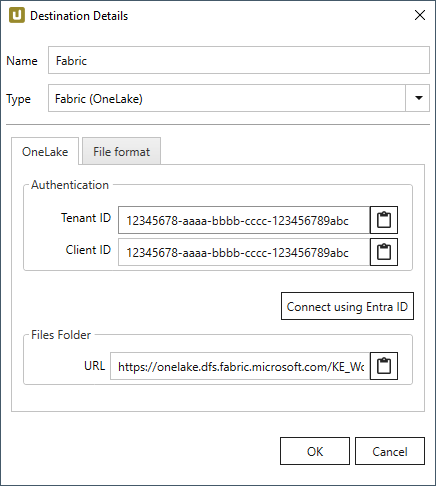 Destination Details
Name Fabric
Type Fabric (OneLake)
OneLake File format
Authentication
Tenant ID 12345678-aaaa-bbbb-cccc-123456789abc
Client ID 12345678-aaaa-bbbb-cccc-123456789abc
Connect using Entra ID
Files Folder
URL https://onelake.dfs.fabric.microsoft.com/KE_Wo
OK Cancel